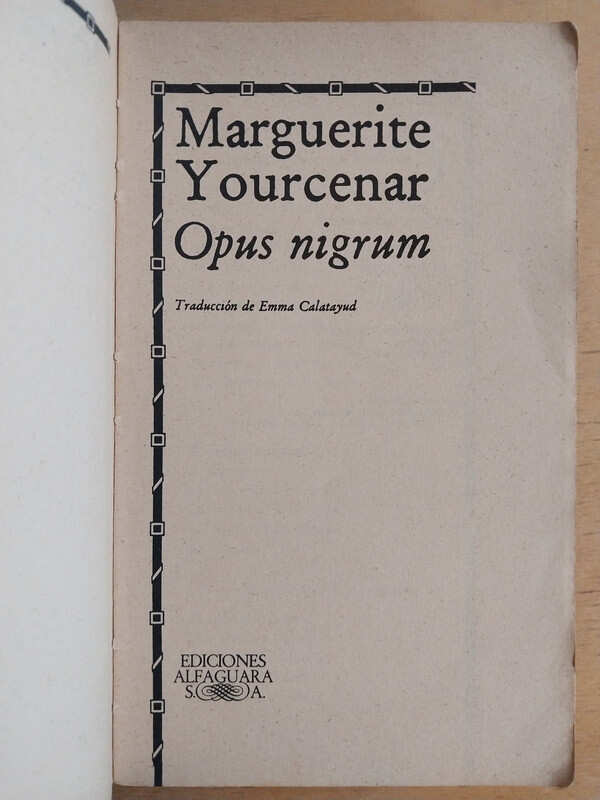 Marguerite
Yourcenar
Opus nigrum
Traducción de Emma Calatayud
EDICIONES
ALFAGUARA
S. A.